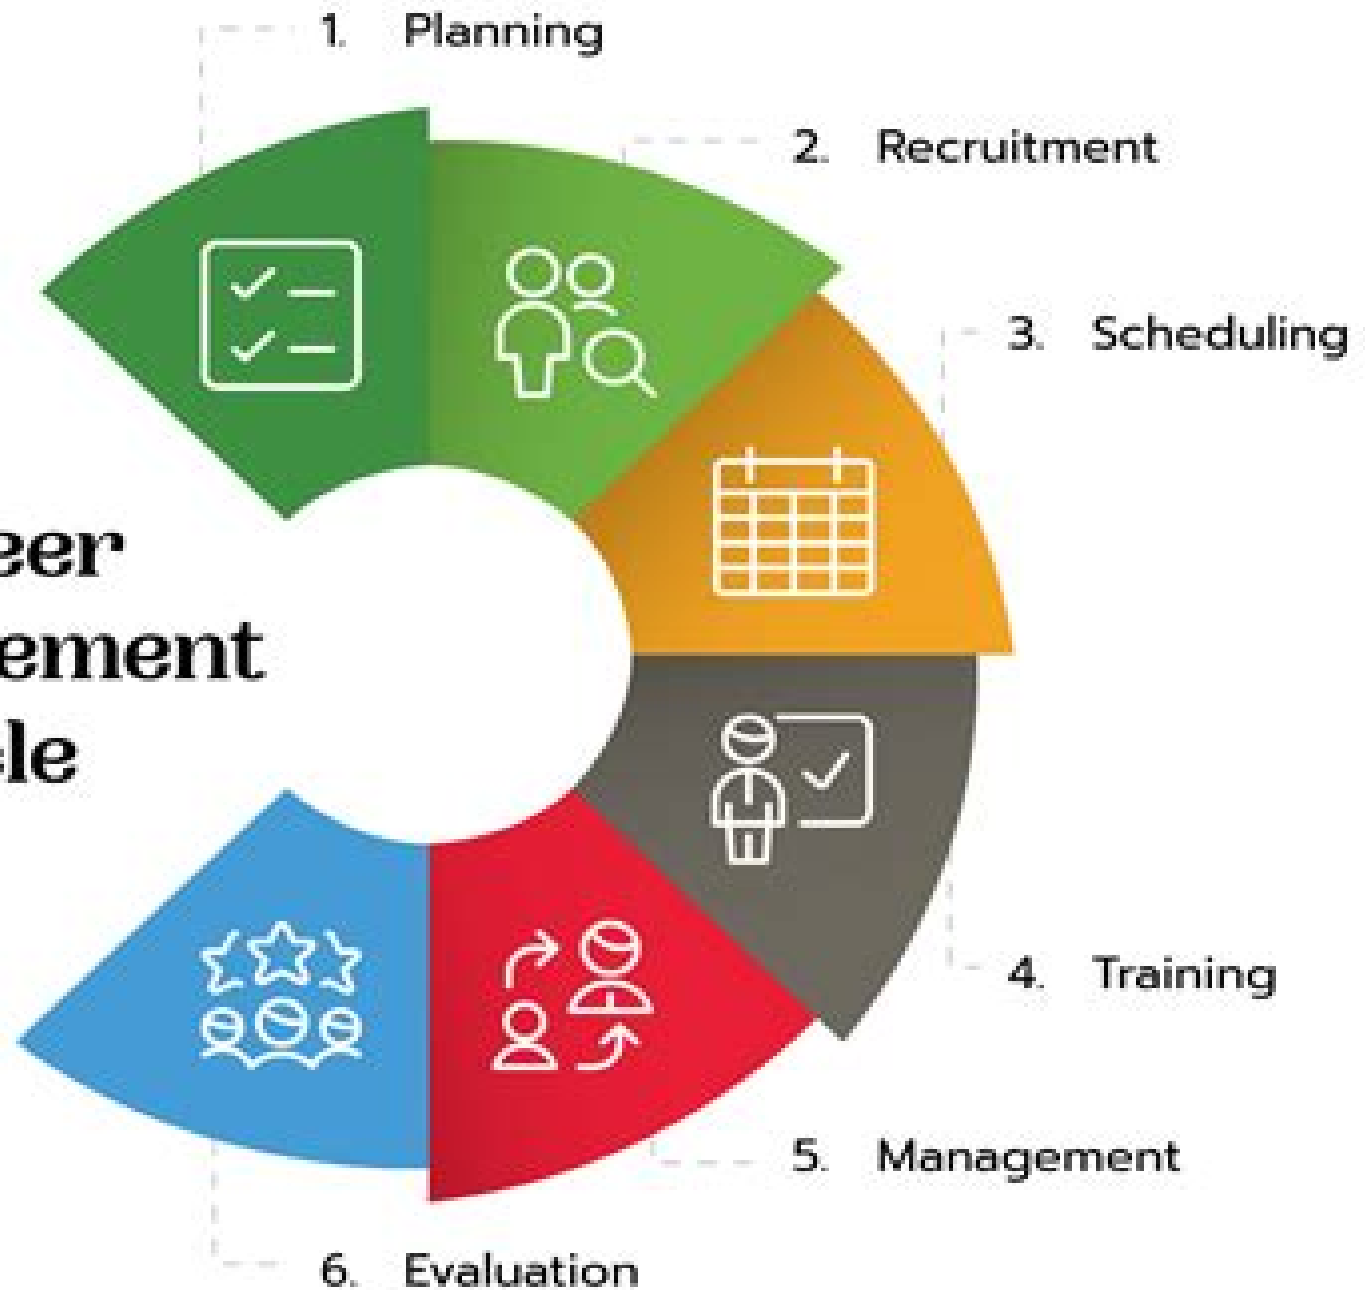 1. Planning
2. Recruitment
3. Scheduling
eer
ement
le
4. Training
5. Management
6. Evaluation